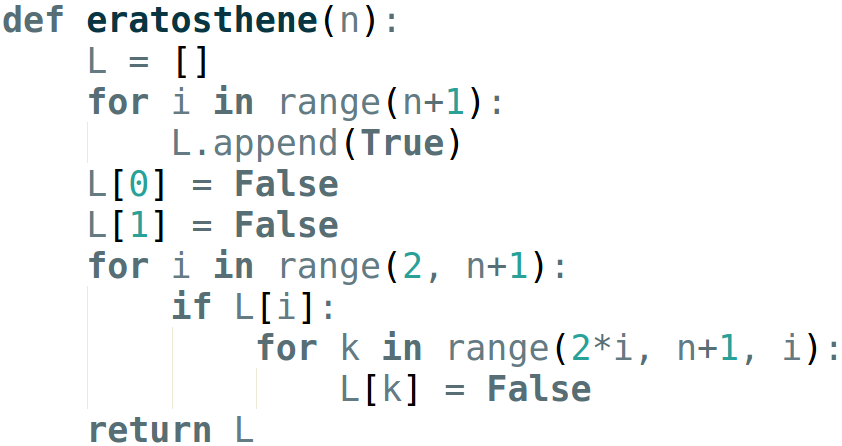 def eratosthene(n):
    L = []
    for i in range(n+1):
        L.append(True)
    L[0] = False
    L[1] = False
    for i in range(2, n+1):
        if L[i]:
            for k in range(2*i, n+1, i):
                L[k] = False
    return L